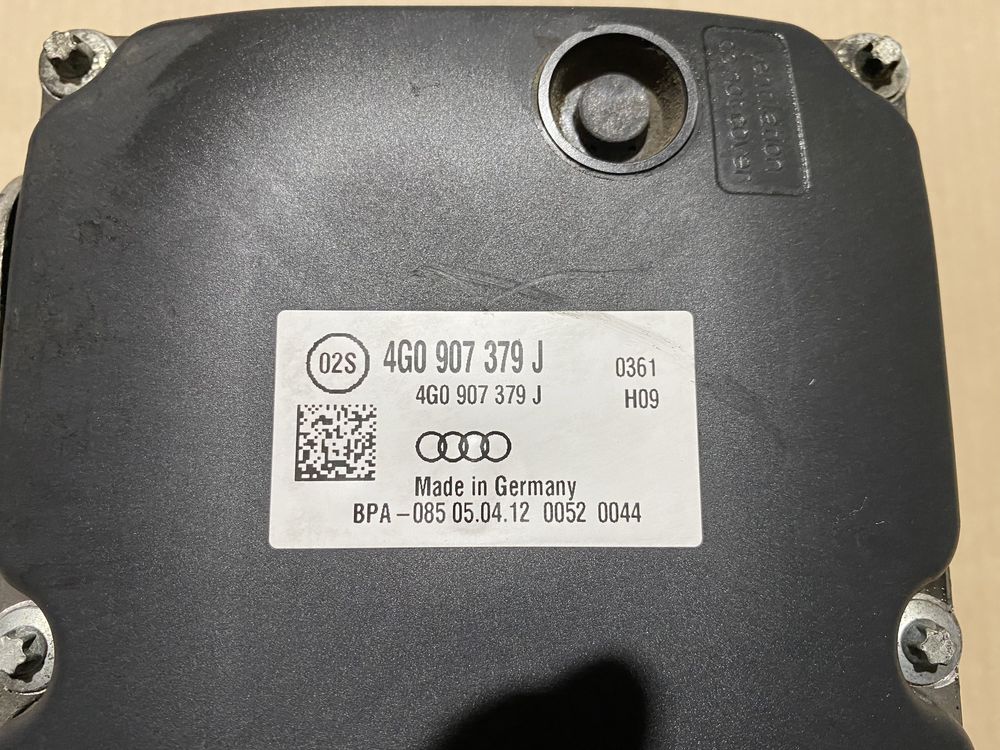 02S 4G0 907 379 J 0361
4G0 907 379 J H09
Made in Germany
BPA-085 05.04.12 0052 0044